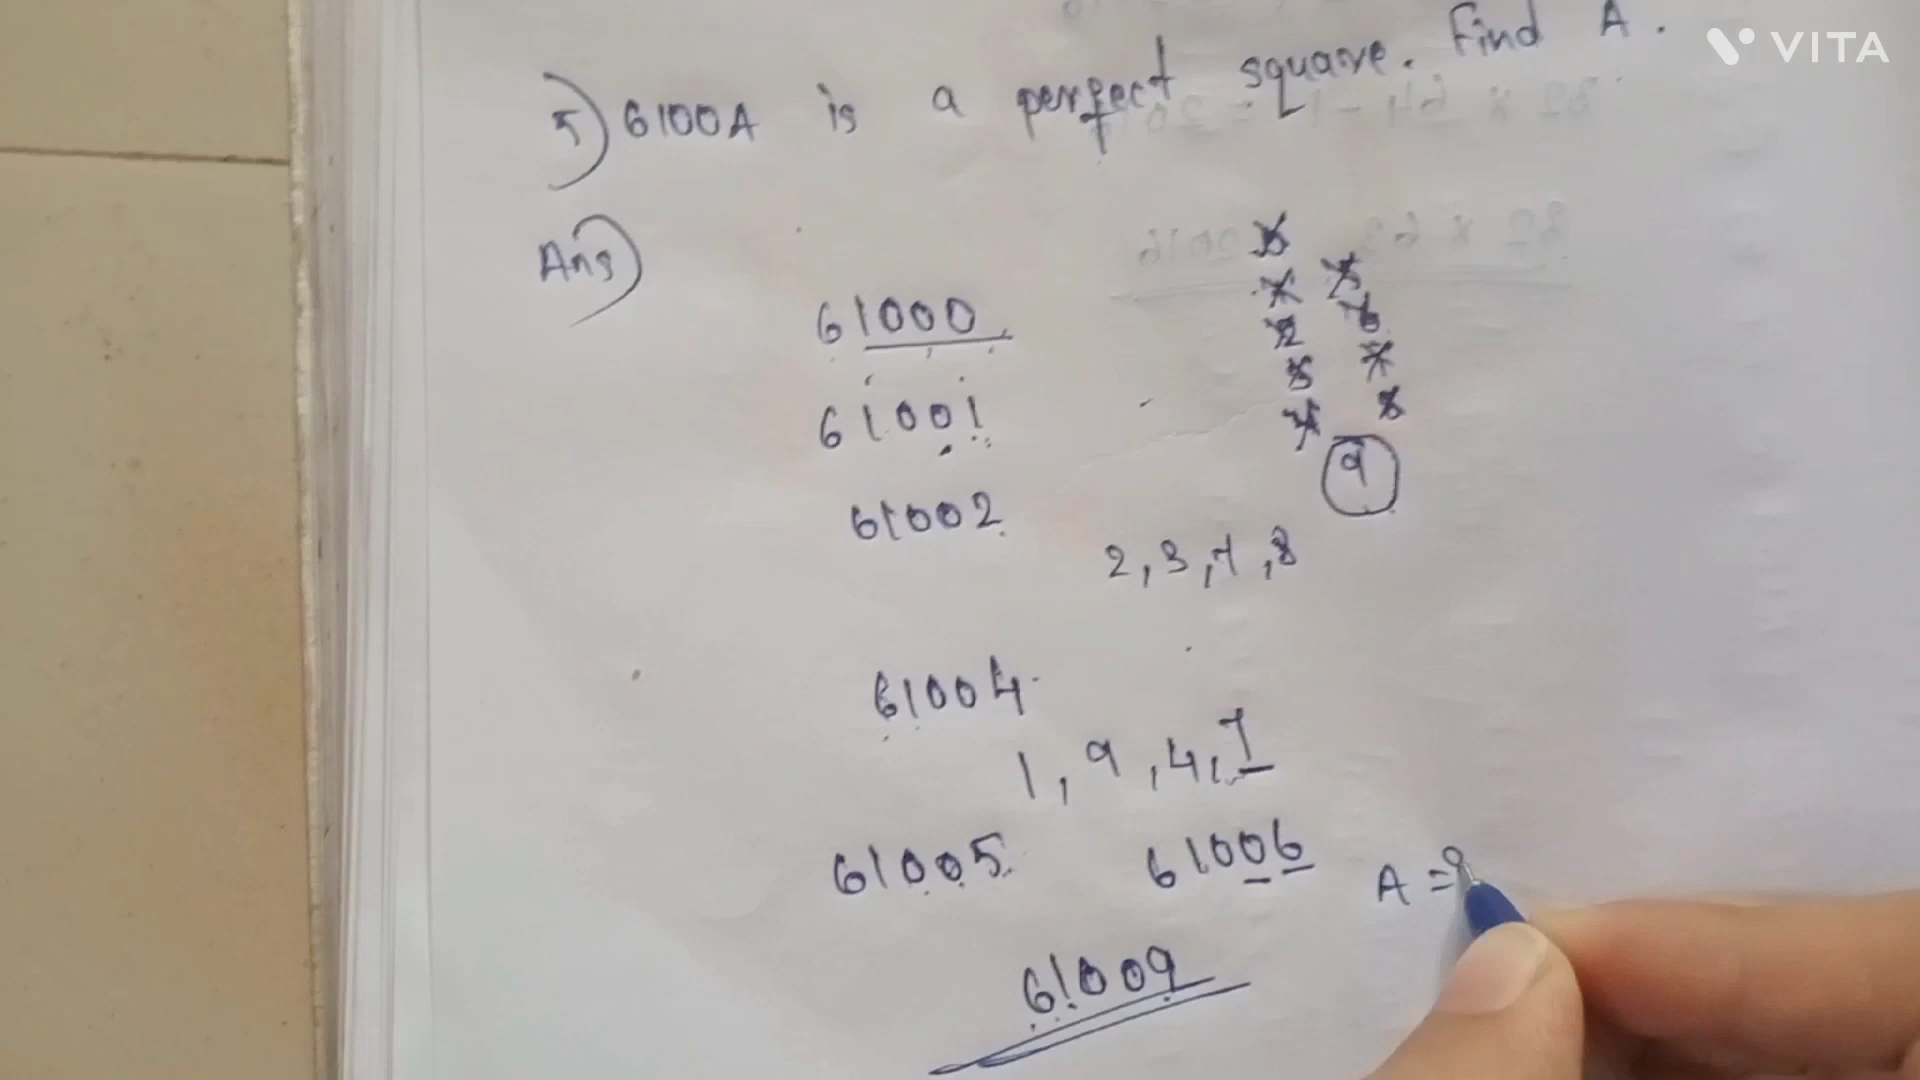 VITA
5) 6100A is a perfect square. Find A.
Ans)
61000
61001
61002
9
2, 3, 7, 8
61004
1, 9, 4, 7
61005 61006 A = 9
61009